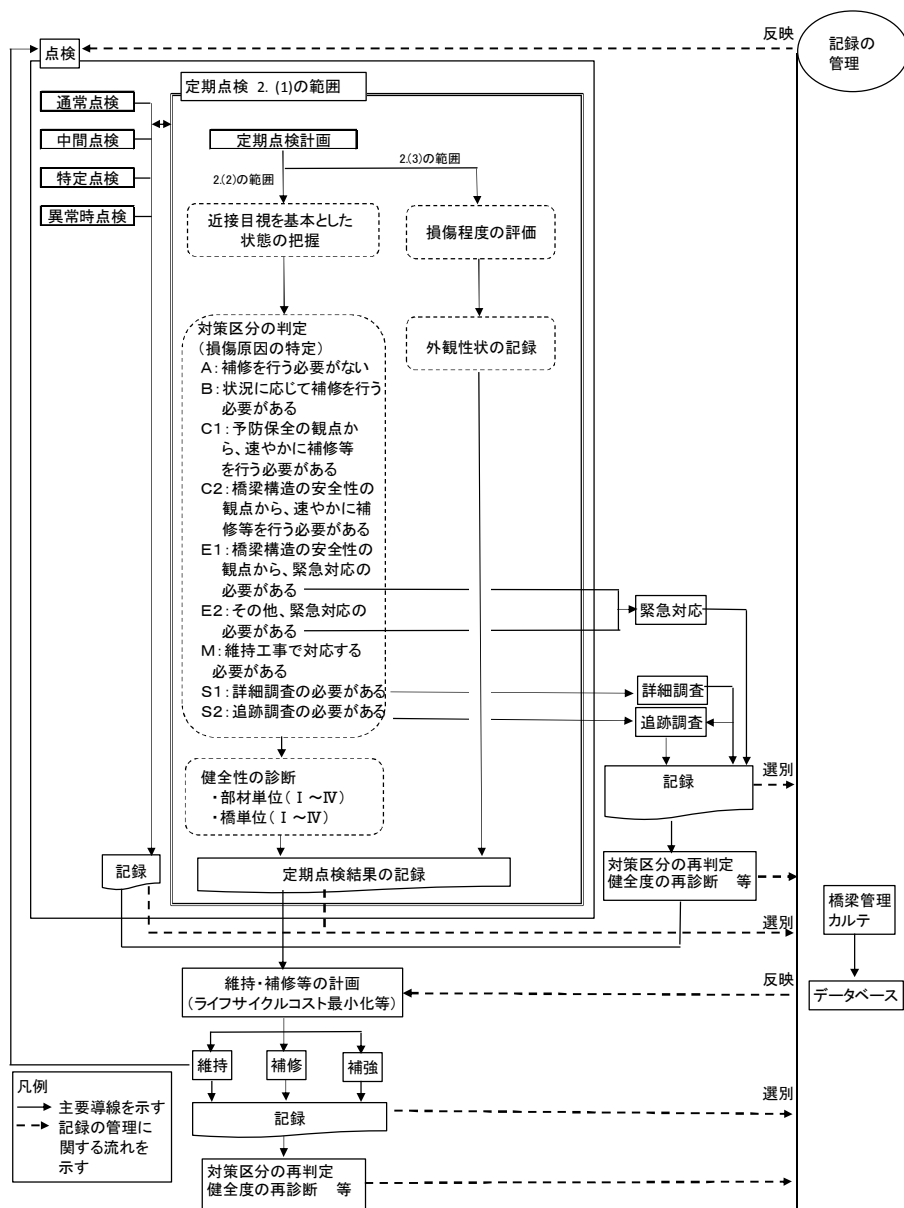 反映
記録の
管理
点検
定期点検 2. (1)の範囲
通常点検
中間点検
特定点検
異常時点検
定期点検計画
2.(3)の範囲
2.(2)の範囲
近接目視を基本とした
状態の把握
損傷程度の評価
対策区分の判定
(損傷原因の特定)
A:補修を行う必要がない
B:状況に応じて補修を行う
必要がある
C1:予防保全の観点か
ら、速やかに補修等
を行う必要がある
C2:橋梁構造の安全性の
観点から、速やかに補
修等を行う必要がある
E1:橋梁構造の安全性の
観点から、緊急対応の
必要がある
E2:その他、緊急対応の
必要がある
M:維持工事で対応する
必要がある
S1:詳細調査の必要がある
S2:追跡調査の必要がある
外観性状の記録
緊急対応
詳細調査
追跡調査
記録
選別
健全性の診断
・部材単位(Ⅰ～Ⅳ)
・橋単位(Ⅰ～Ⅳ)
記録
定期点検結果の記録
対策区分の再判定
健全度の再診断 等
選別
橋梁管理
カルテ
データベース
維持・補修等の計画
(ライフサイクルコスト最小化等)
反映
維持
補修
補強
凡例
主要導線を示す
記録の管理に
関する流れを
示す
記録
選別
対策区分の再判定
健全度の再診断 等